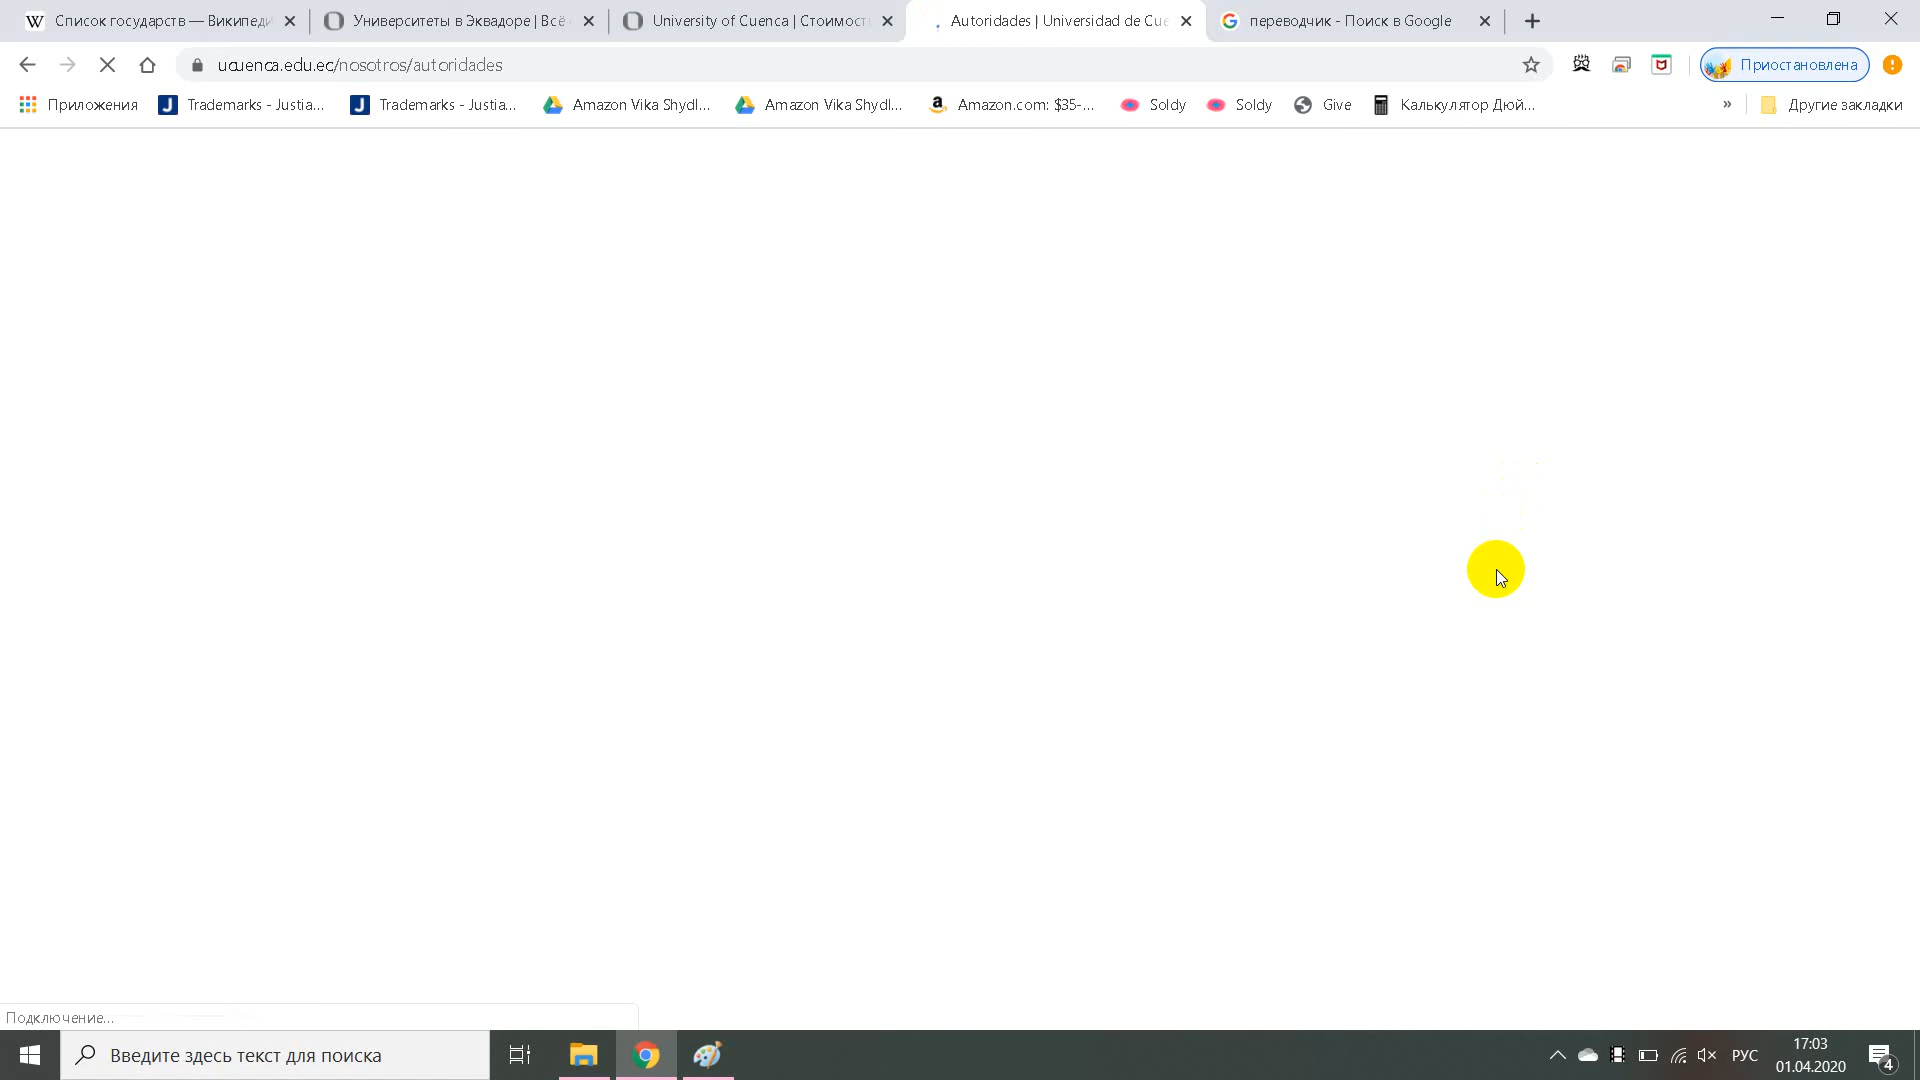 Список государств — Википеди
Университеты в Эквадоре | Всё
University of Cuenca | Стоимость
Autoridades | Universidad de Cue
переводчик - Поиск в Google
ucuenca.edu.ec/nosotros/autoridades
Приостановлена
Приложения
Trademarks - Justia...
Trademarks - Justia...
Amazon Vika Shydl...
Amazon Vika Shydl...
Amazon.com: $35-...
Soldy
Soldy
Give
Калькулятор Дюй...
»
Другие закладки
Подключение...
Введите здесь текст для поиска
РУС
17:03
01.04.2020
4